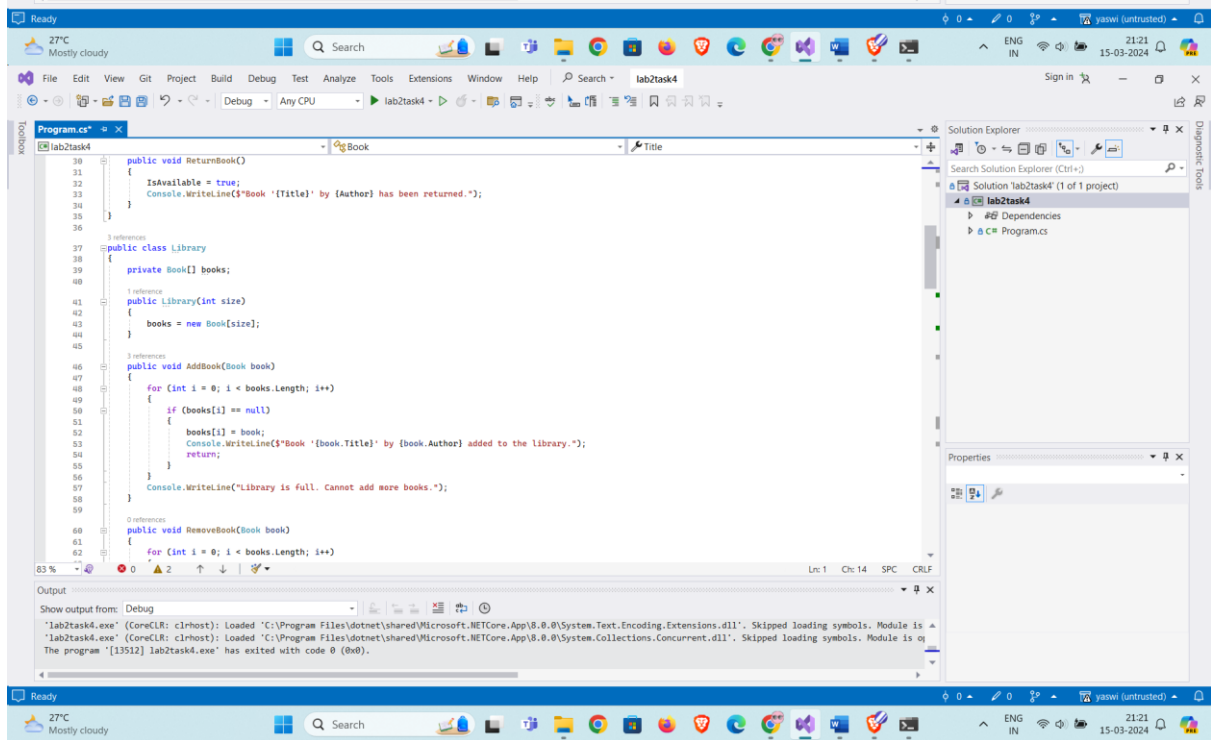 Ready
0
0
yaswi (untrusted)
27°C
Mostly cloudy
Search
ENG
IN
21:21
15-03-2024
File Edit View Git Project Build Debug Test Analyze Tools Extensions Window Help Search lab2task4
Sign in
Debug Any CPU lab2task4
Toolbox
Program.cs*
lab2task4 Book Title
30 public void ReturnBook()
31 {
32 IsAvailable = true;
33 Console.WriteLine($"Book '{Title}' by {Author} has been returned.");
34 }
35 }
36
3 references
37 public class Library
38 {
39 private Book[] books;
40
1 reference
41 public Library(int size)
42 {
43 books = new Book[size];
44 }
45
3 references
46 public void AddBook(Book book)
47 {
48 for (int i = 0; i < books.Length; i++)
49 {
50 if (books[i] == null)
51 {
52 books[i] = book;
53 Console.WriteLine($"Book '{book.Title}' by {book.Author} added to the library.");
54 return;
55 }
56 }
57 Console.WriteLine("Library is full. Cannot add more books.");
58 }
59
0 references
60 public void RemoveBook(Book book)
61 {
62 for (int i = 0; i < books.Length; i++)
83 % 0 2 Ln: 1 Ch: 14 SPC CRLF
Solution Explorer
Search Solution Explorer (Ctrl+;)
Solution 'lab2task4' (1 of 1 project)
lab2task4
Dependencies
C# Program.cs
Diagnostic Tools
Properties
Output
Show output from: Debug
'lab2task4.exe' (CoreCLR: clrhost): Loaded 'C:\Program Files\dotnet\shared\Microsoft.NETCore.App\8.0.0\System.Text.Encoding.Extensions.dll'. Skipped loading symbols. Module is
'lab2task4.exe' (CoreCLR: clrhost): Loaded 'C:\Program Files\dotnet\shared\Microsoft.NETCore.App\8.0.0\System.Collections.Concurrent.dll'. Skipped loading symbols. Module is op
The program '[13512] lab2task4.exe' has exited with code 0 (0x0).
Ready
0
0
yaswi (untrusted)
27°C
Mostly cloudy
Search
ENG
IN
21:21
15-03-2024